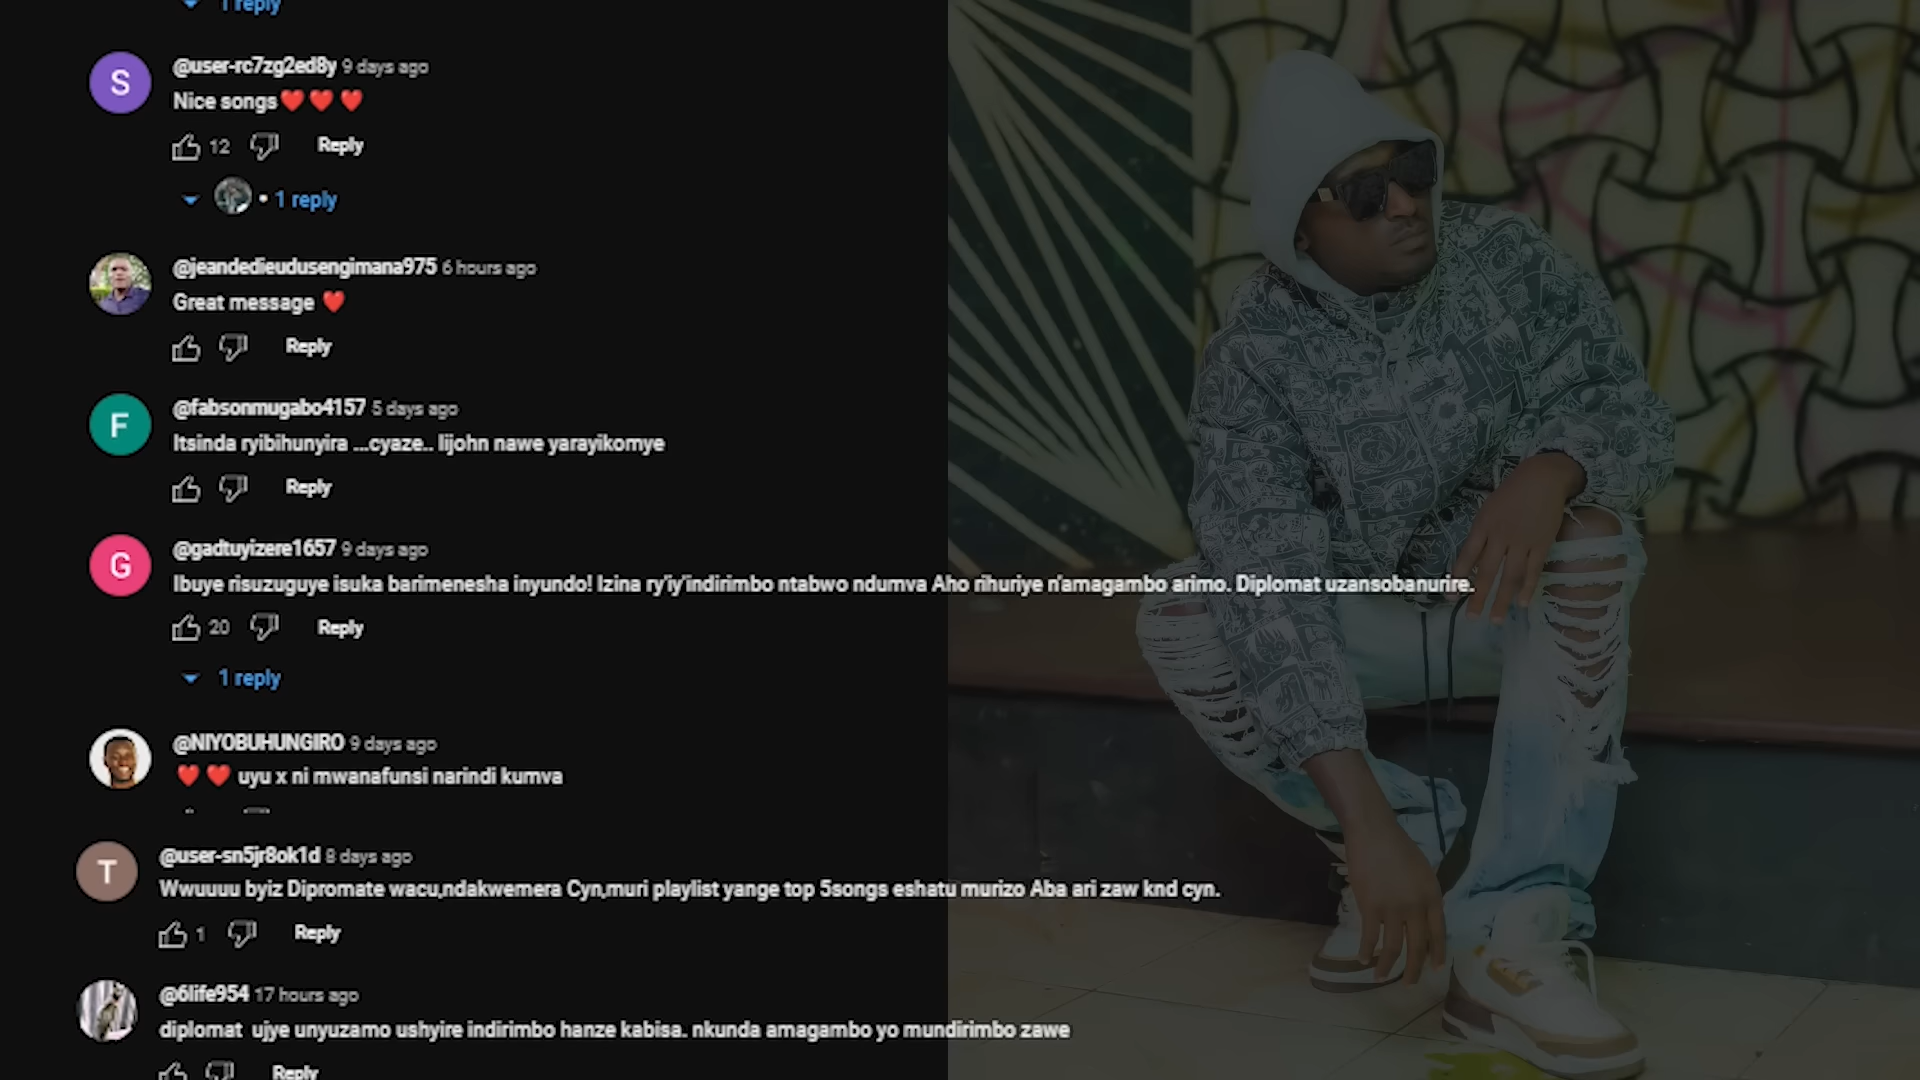 1 reply
S
@user-rc7zg2ed8y 9 days ago
Nice songs❤️❤️❤️
12 Reply
• 1 reply
@jeandedieudusengimana975 6 hours ago
Great message ❤️
Reply
F
@fabsonmugabo4157 5 days ago
Itsinda ryibihunyira ...cyaze.. lijohn nawe yarayikomye
Reply
G
@gadtuyizere1657 9 days ago
Ibuye risuzuguye isuka barimenesha inyundo! Izina ry'iy'indirimbo ntabwo ndumva Aho rihuriye n'amagambo arimo. Diplomat uzansobanurire.
20 Reply
1 reply
@NIYOBUHUNGIRO 9 days ago
❤️❤️ uyu x ni mwanafunsi narindi kumva
T
@user-sn5jr8ok1d 8 days ago
Wwuuuu byiz Dipromate wacu,ndakwemera Cyn,muri playlist yange top 5songs eshatu murizo Aba ari zaw knd cyn.
1 Reply
@6life954 17 hours ago
diplomat ujye unyuzamo ushyire indirimbo hanze kabisa. nkunda amagambo yo mundirimbo zawe
Reply